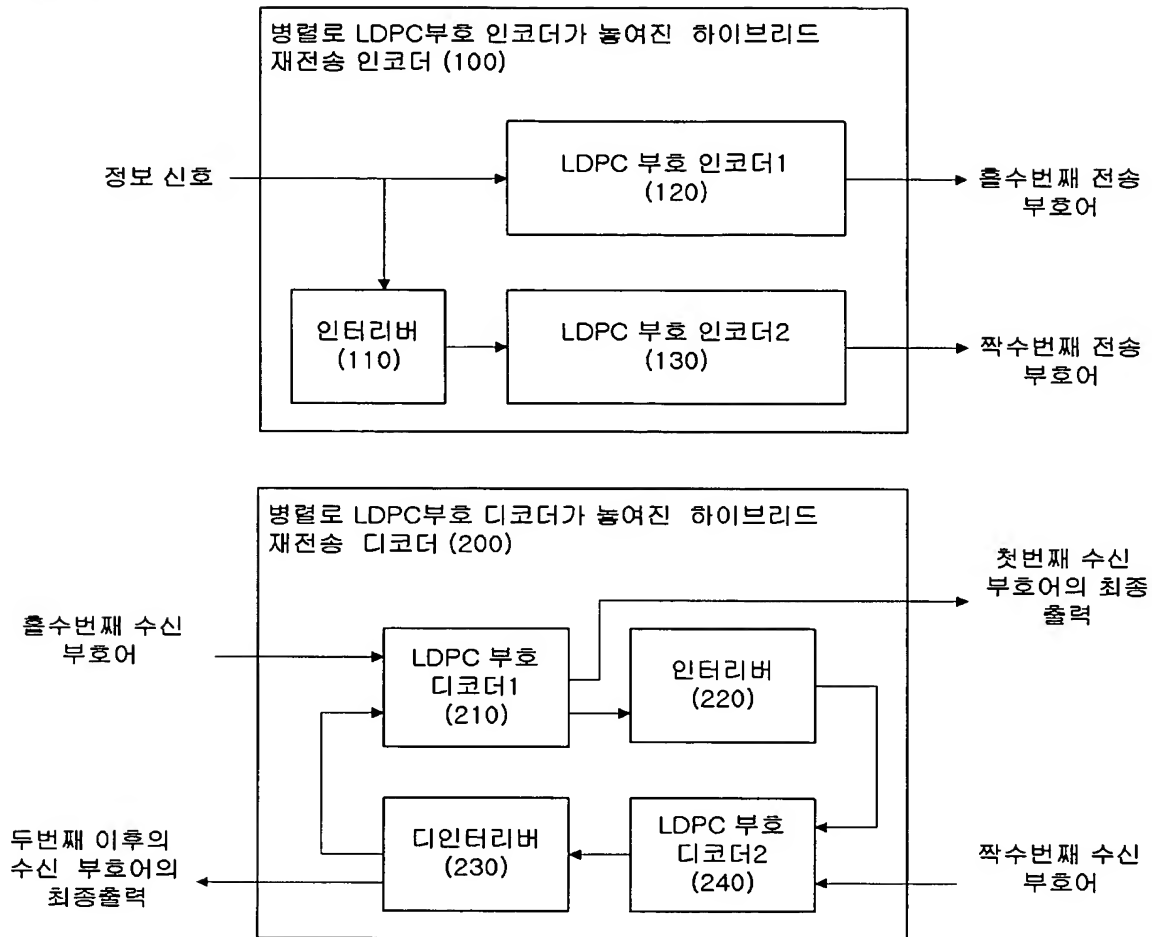 병렬로 LDPC부호 인코더가 놓여진 하이브리드
재전송 인코더 (100)
정보 신호
LDPC 부호 인코더1
(120)
홀수번째 전송
부호어
인터리버
(110)
LDPC 부호 인코더2
(130)
짝수번째 전송
부호어
병렬로 LDPC부호 디코더가 놓여진 하이브리드
재전송 디코더 (200)
첫번째 수신
부호어의 최종
출력
홀수번째 수신
부호어
LDPC 부호
디코더1
(210)
인터리버
(220)
두번째 이후의
수신 부호어의
최종출력
디인터리버
(230)
LDPC 부호
디코더2
(240)
짝수번째 수신
부호어